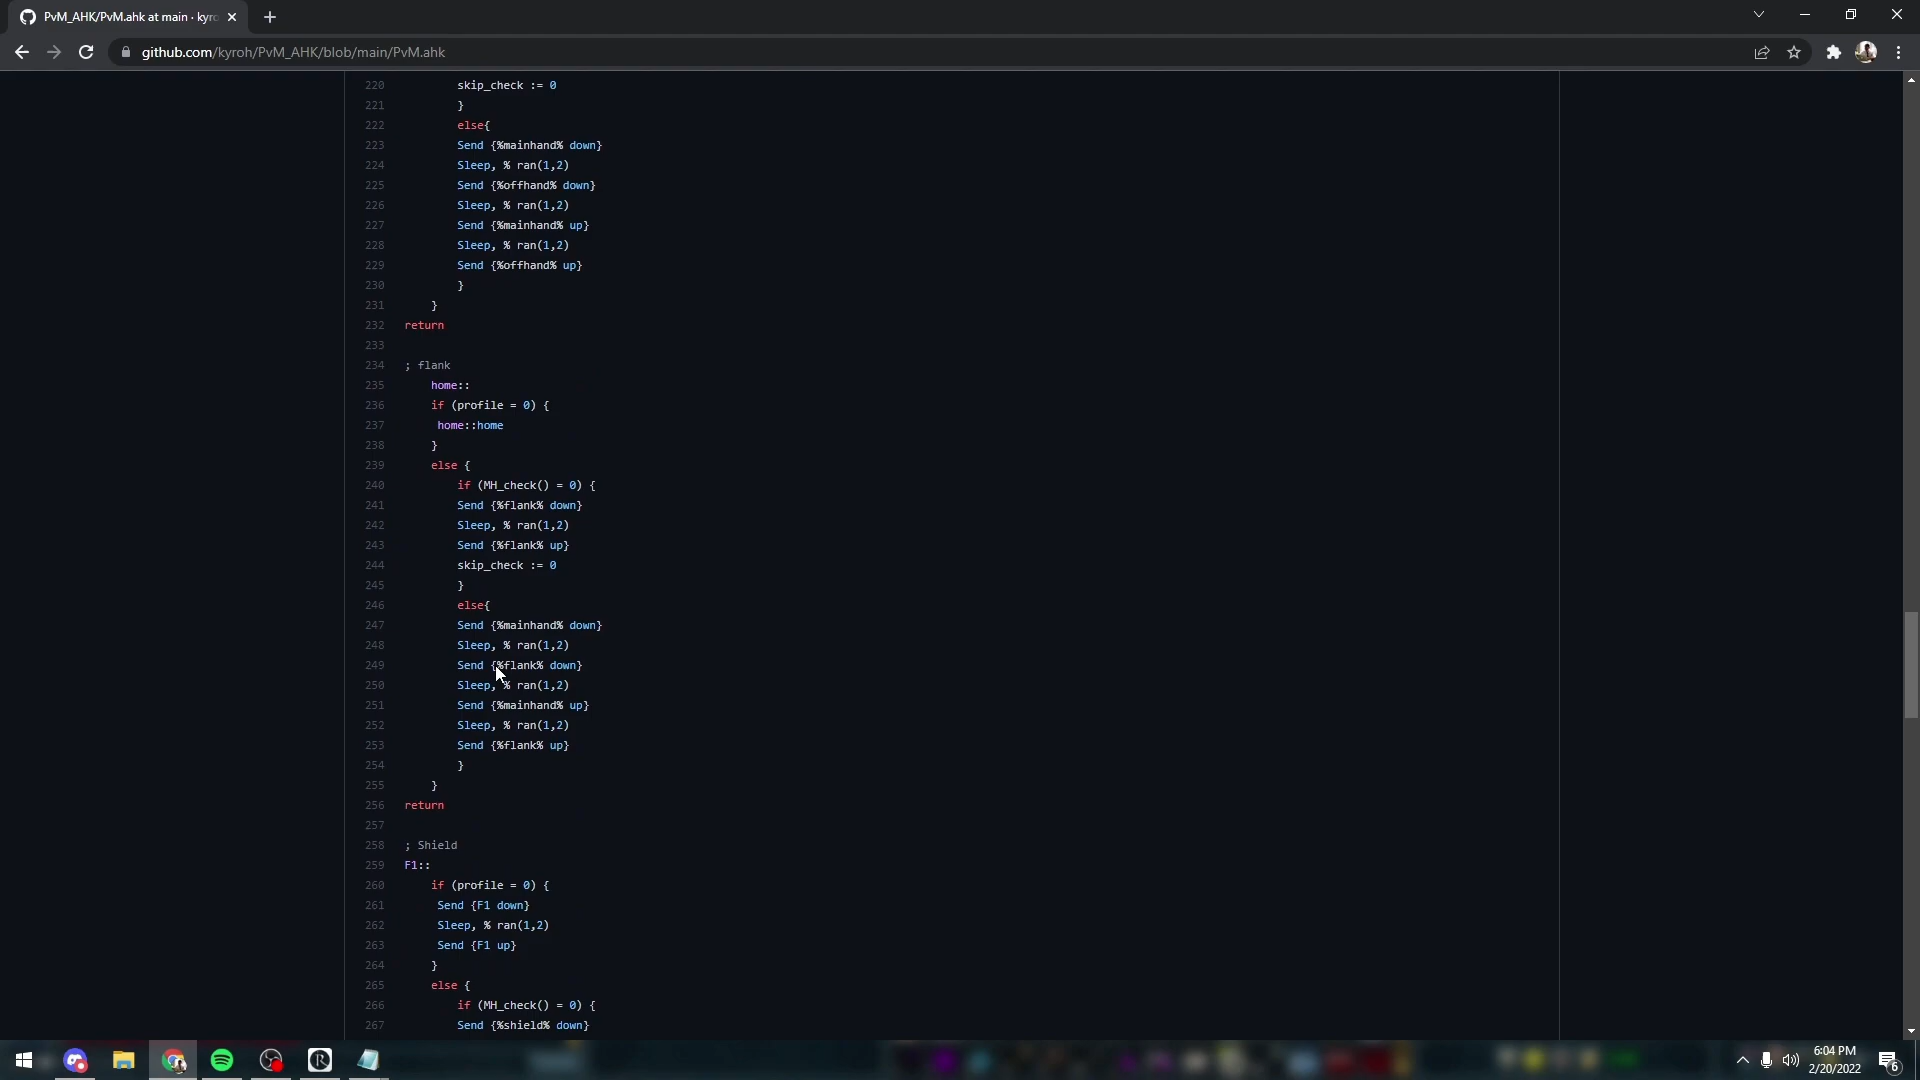 PvM_AHK/PvM.ahk at main · kyro
github.com/kyroh/PvM_AHK/blob/main/PvM.ahk
220 skip_check := 0
221 }
222 else{
223 Send {%mainhand% down}
224 Sleep, % ran(1,2)
225 Send {%offhand% down}
226 Sleep, % ran(1,2)
227 Send {%mainhand% up}
228 Sleep, % ran(1,2)
229 Send {%offhand% up}
230 }
231 }
232 return
233
234 ; flank
235 home::
236 if (profile = 0) {
237 home::home
238 }
239 else {
240 if (MH_check() = 0) {
241 Send {%flank% down}
242 Sleep, % ran(1,2)
243 Send {%flank% up}
244 skip_check := 0
245 }
246 else{
247 Send {%mainhand% down}
248 Sleep, % ran(1,2)
249 Send {%flank% down}
250 Sleep, % ran(1,2)
251 Send {%mainhand% up}
252 Sleep, % ran(1,2)
253 Send {%flank% up}
254 }
255 }
256 return
257
258 ; Shield
259 F1::
260 if (profile = 0) {
261 Send {F1 down}
262 Sleep, % ran(1,2)
263 Send {F1 up}
264 }
265 else {
266 if (MH_check() = 0) {
267 Send {%shield% down}
6:04 PM
2/20/2022
6